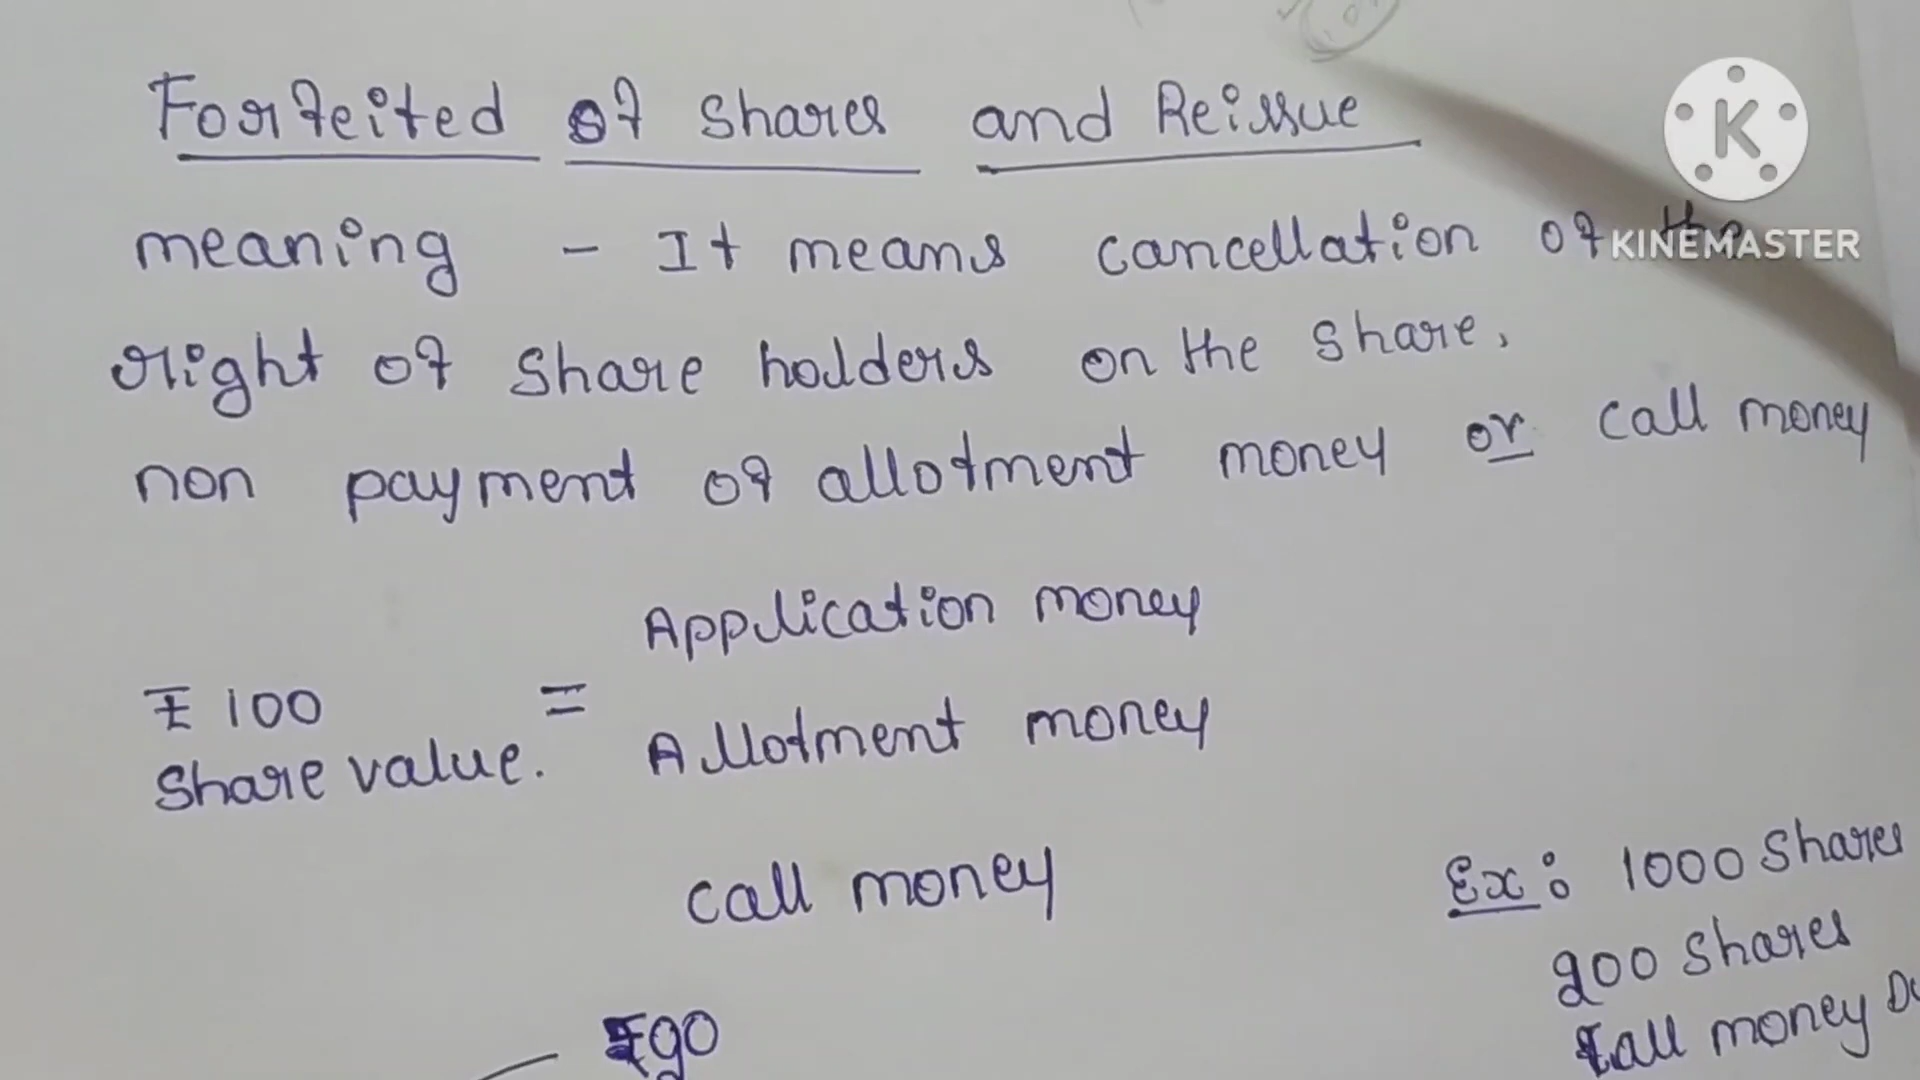 Forfeited of shares and Reissue
meaning - It means cancellation of the
right of share holders on the share.
non payment of allotment money or call money
Application money
₹ 100 =
Share value.
Allotment money
call money
Ex: 1000 Shares
200 Shares
call money
₹90
K
KINEMASTER